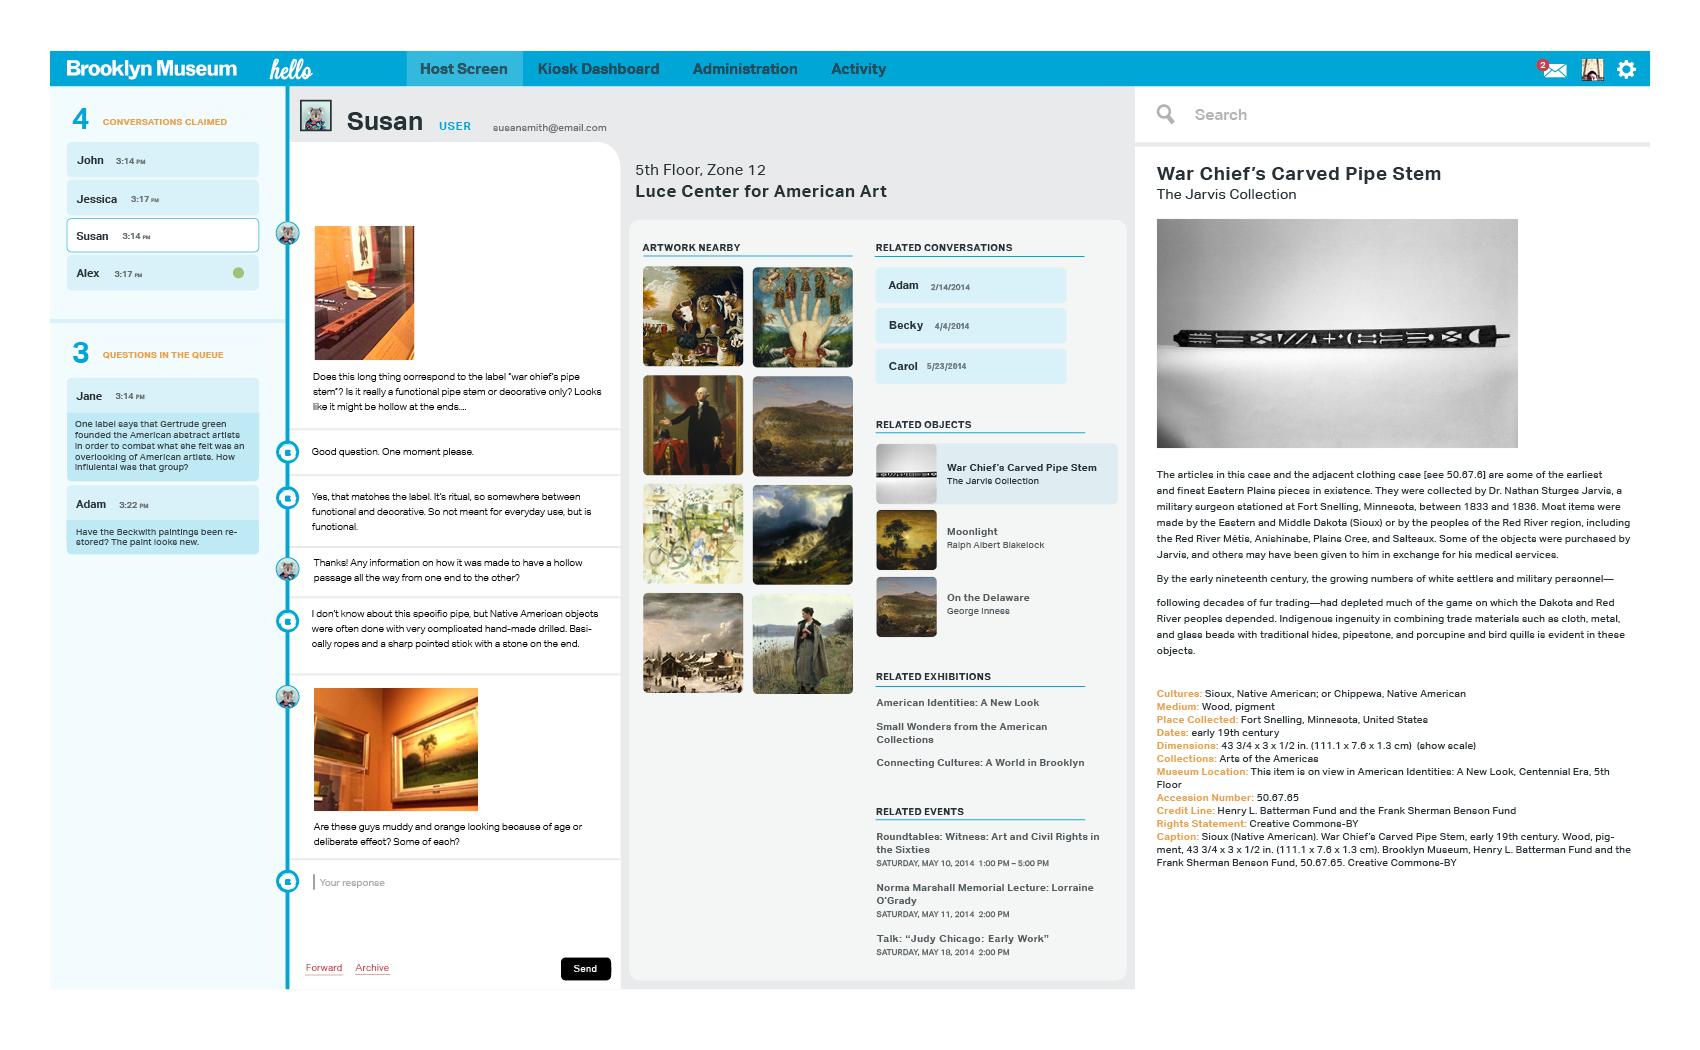 Brooklyn Museum
hello
Host Screen
Kiosk Dashboard
Administration
Activity
2
4 CONVERSATIONS CLAIMED
John 3:14 PM
Jessica 3:17 PM
Susan 3:14 PM
Alex 3:17 PM
3 QUESTIONS IN THE QUEUE
Jane 3:14 PM
One label says that Gertrude green
founded the American abstract artists
in order to combat what she felt was an
overlooking of American artists. How
influlental was that group?
Adam 3:22 PM
Have the Beckwith paintings been re-
stored? The paint looks new.
Susan USER susansmith@email.com
Does this long thing correspond to the label "war chief's pipe
stem"? Is it really a functional pipe stem or decorative only? Looks
like it might be hollow at the ends....
Good question. One moment please.
Yes, that matches the label. It's ritual, so somewhere between
functional and decorative. So not meant for everyday use, but is
functional.
Thanks! Any information on how it was made to have a hollow
passage all the way from one end to the other?
I don't know about this specific pipe, but Native American objects
were often done with very complicated hand-made drilled. Basi-
cally ropes and a sharp pointed stick with a stone on the end.
Are these guys muddy and orange looking because of age or
deliberate effect? Some of each?
Your response
Forward
Archive
Send
5th Floor, Zone 12
Luce Center for American Art
ARTWORK NEARBY
RELATED CONVERSATIONS
Adam 2/14/2014
Becky 4/4/2014
Carol 5/23/2014
RELATED OBJECTS
War Chief's Carved Pipe Stem
The Jarvis Collection
Moonlight
Ralph Albert Blakelock
On the Delaware
George Inness
RELATED EXHIBITIONS
American Identities: A New Look
Small Wonders from the American
Collections
Connecting Cultures: A World in Brooklyn
RELATED EVENTS
Roundtables: Witness: Art and Civil Rights in
the Sixties
SATURDAY, MAY 10, 2014 1:00 PM – 5:00 PM
Norma Marshall Memorial Lecture: Lorraine
O'Grady
SATURDAY, MAY 11, 2014 2:00 PM
Talk: "Judy Chicago: Early Work"
SATURDAY, MAY 18, 2014 2:00 PM
Search
War Chief's Carved Pipe Stem
The Jarvis Collection
The articles in this case and the adjacent clothing case [see 50.67.6] are some of the earliest
and finest Eastern Plains pieces in existence. They were collected by Dr. Nathan Sturges Jarvis, a
military surgeon stationed at Fort Snelling, Minnesota, between 1833 and 1836. Most items were
made by the Eastern and Middle Dakota (Sioux) or by the peoples of the Red River region, including
the Red River Métis, Anishinabe, Plains Cree, and Salteaux. Some of the objects were purchased by
Jarvis, and others may have been given to him in exchange for his medical services.
By the early nineteenth century, the growing numbers of white settlers and military personnel—
following decades of fur trading—had depleted much of the game on which the Dakota and Red
River peoples depended. Indigenous ingenuity in combining trade materials such as cloth, metal,
and glass beads with traditional hides, pipestone, and porcupine and bird quills is evident in these
objects.
Cultures: Sioux, Native American; or Chippewa, Native American
Medium: Wood, pigment
Place Collected: Fort Snelling, Minnesota, United States
Dates: early 19th century
Dimensions: 43 3/4 x 3 x 1/2 in. (111.1 x 7.6 x 1.3 cm) (show scale)
Collections: Arts of the Americas
Museum Location: This item is on view in American Identities: A New Look, Centennial Era, 5th
Floor
Accession Number: 50.67.65
Credit Line: Henry L. Batterman Fund and the Frank Sherman Benson Fund
Rights Statement: Creative Commons-BY
Caption: Sioux (Native American). War Chief's Carved Pipe Stem, early 19th century. Wood, pig-
ment, 43 3/4 x 3 x 1/2 in. (111.1 x 7.6 x 1.3 cm). Brooklyn Museum, Henry L. Batterman Fund and the
Frank Sherman Benson Fund, 50.67.65. Creative Commons-BY